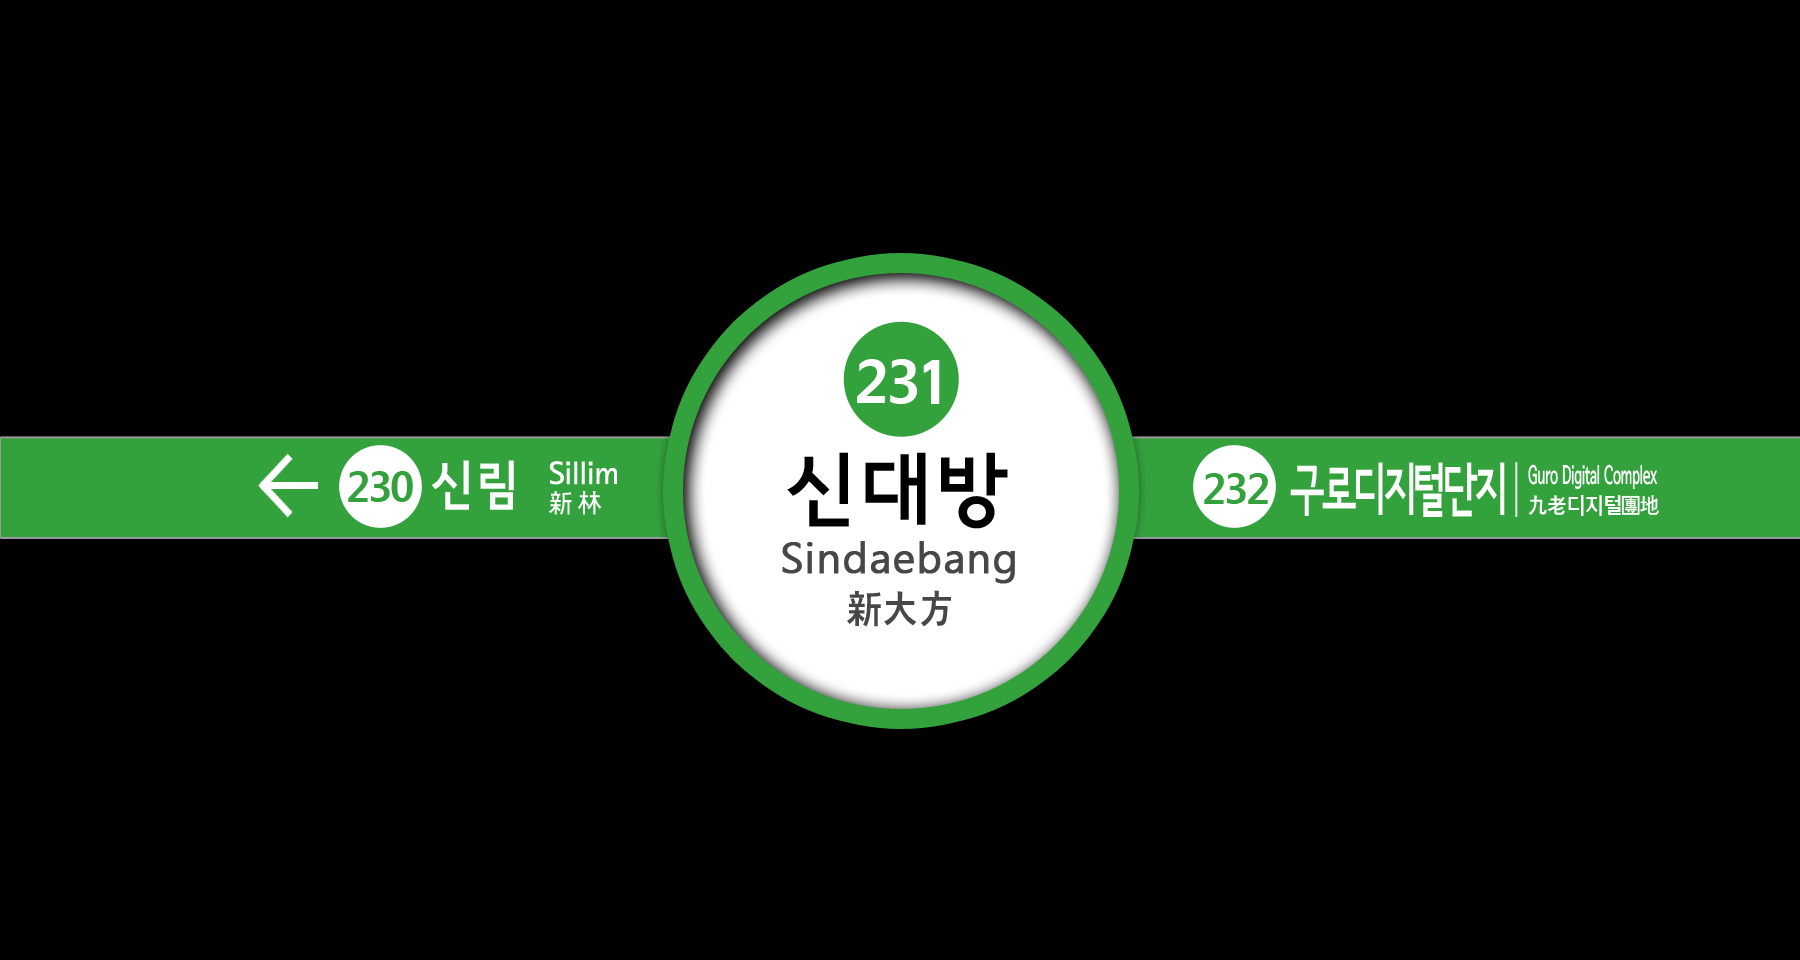 231
신대방
Sindaebang
新大方
230 신림
Sillim
新林
232 구로디지털단지
Guro Digital Complex
九老디지털團地